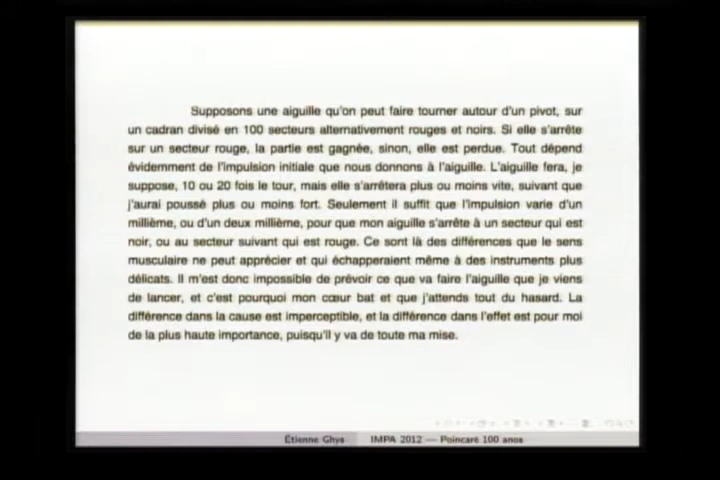 Supposons une aiguille qu'on peut faire tourner autour d'un pivot, sur
un cadran divisé en 100 secteurs alternativement rouges et noirs. Si elle s'arrête
sur un secteur rouge, la partie est gagnée, sinon, elle est perdue. Tout dépend
évidemment de l'impulsion initiale que nous donnons à l'aiguille. L'aiguille fera, je
suppose, 10 ou 20 fois le tour, mais elle s'arrêtera plus ou moins vite, suivant que
j'aurai poussé plus ou moins fort. Seulement il suffit que l'impulsion varie d'un
millième, ou d'un deux millième, pour que mon aiguille s'arrête à un secteur qui est
noir, ou au secteur suivant qui est rouge. Ce sont là des différences que le sens
musculaire ne peut apprécier et qui échapperaient même à des instruments plus
délicats. Il m'est donc impossible de prévoir ce que va faire l'aiguille que je viens
de lancer, et c'est pourquoi mon cœur bat et que j'attends tout du hasard. La
différence dans la cause est imperceptible, et la différence dans l'effet est pour moi
de la plus haute importance, puisqu'il y va de toute ma mise.
Étienne Ghys IMPA 2012 — Poincaré 100 anos